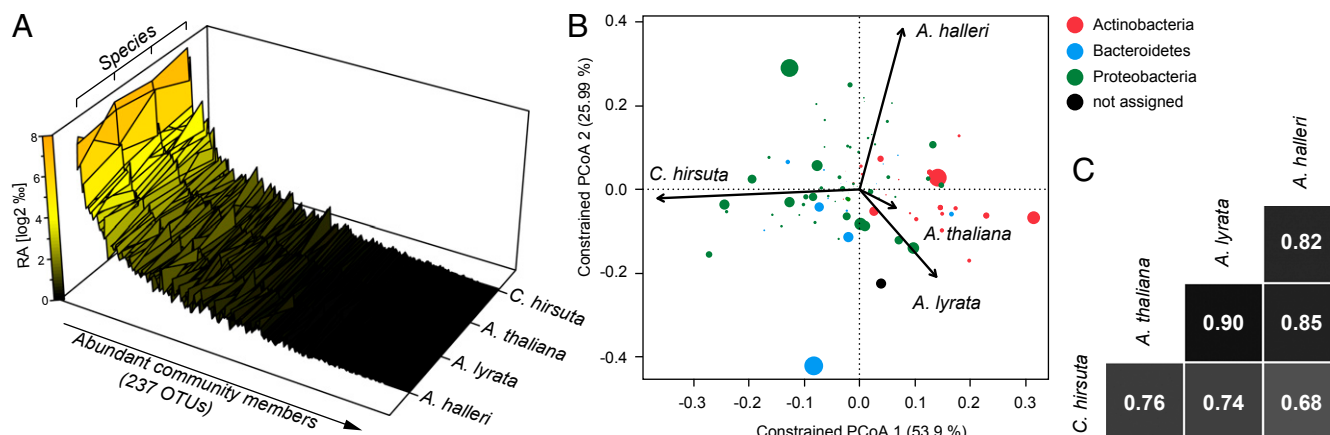 A
Species
8
6
4
2
0
RA [log2 ‰]
C. hirsuta
A. thaliana
A. lyrata
A. halleri
Abundant community members
(237 OTUs)
B
0.4
0.2
0.0
-0.2
-0.4
Constrained PCoA 2 (25.99 %)
A. halleri
C. hirsuta
A. thaliana
A. lyrata
-0.3
-0.2
-0.1
0.0
0.1
0.2
0.3
Constrained PCoA 1 (53.9 %)
Actinobacteria
Bacteroidetes
Proteobacteria
not assigned
C
A. halleri
A. lyrata
0.82
A. thaliana
0.90 0.85
C. hirsuta
0.76 0.74 0.68